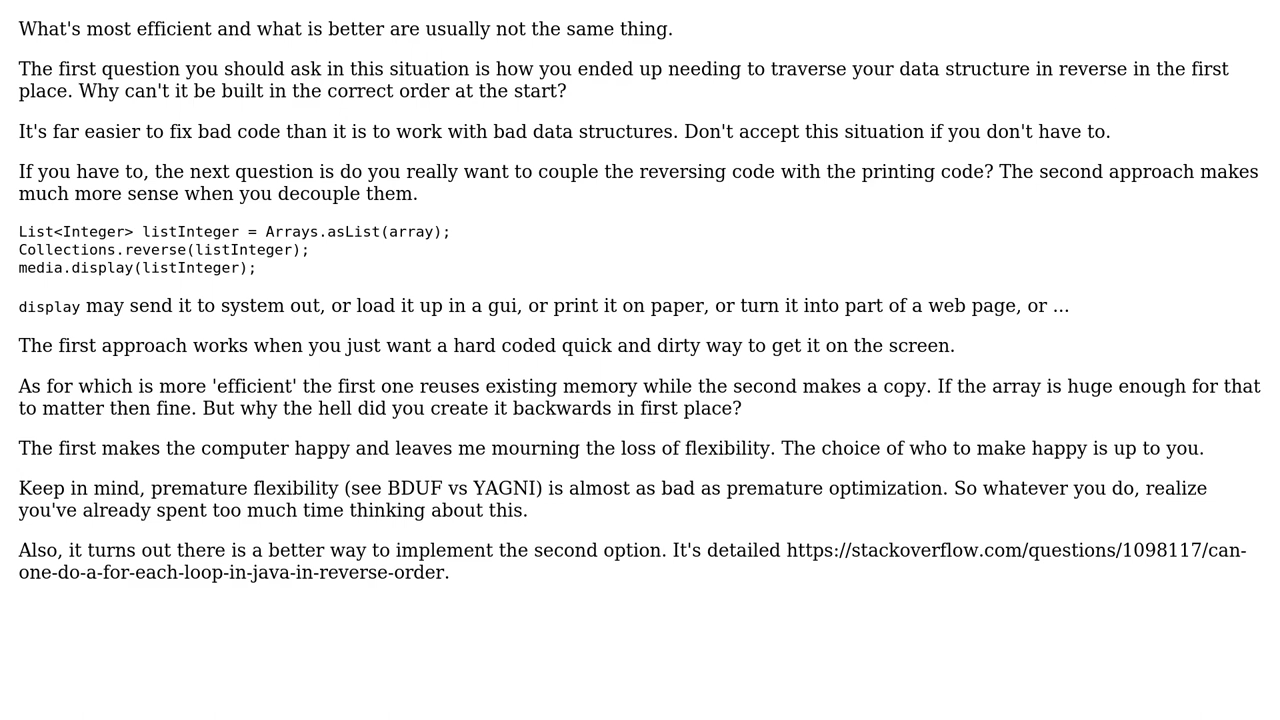 What's most efficient and what is better are usually not the same thing.
The first question you should ask in this situation is how you ended up needing to traverse your data structure in reverse in the first
place. Why can't it be built in the correct order at the start?
It's far easier to fix bad code than it is to work with bad data structures. Don't accept this situation if you don't have to.
If you have to, the next question is do you really want to couple the reversing code with the printing code? The second approach makes
much more sense when you decouple them.
List<Integer> listInteger = Arrays.asList(array);
Collections.reverse(listInteger);
media.display(listInteger);
display may send it to system out, or load it up in a gui, or print it on paper, or turn it into part of a web page, or ...
The first approach works when you just want a hard coded quick and dirty way to get it on the screen.
As for which is more 'efficient' the first one reuses existing memory while the second makes a copy. If the array is huge enough for that
to matter then fine. But why the hell did you create it backwards in first place?
The first makes the computer happy and leaves me mourning the loss of flexibility. The choice of who to make happy is up to you.
Keep in mind, premature flexibility (see BDUF vs YAGNI) is almost as bad as premature optimization. So whatever you do, realize
you've already spent too much time thinking about this.
Also, it turns out there is a better way to implement the second option. It's detailed https://stackoverflow.com/questions/1098117/can-
one-do-a-for-each-loop-in-java-in-reverse-order.